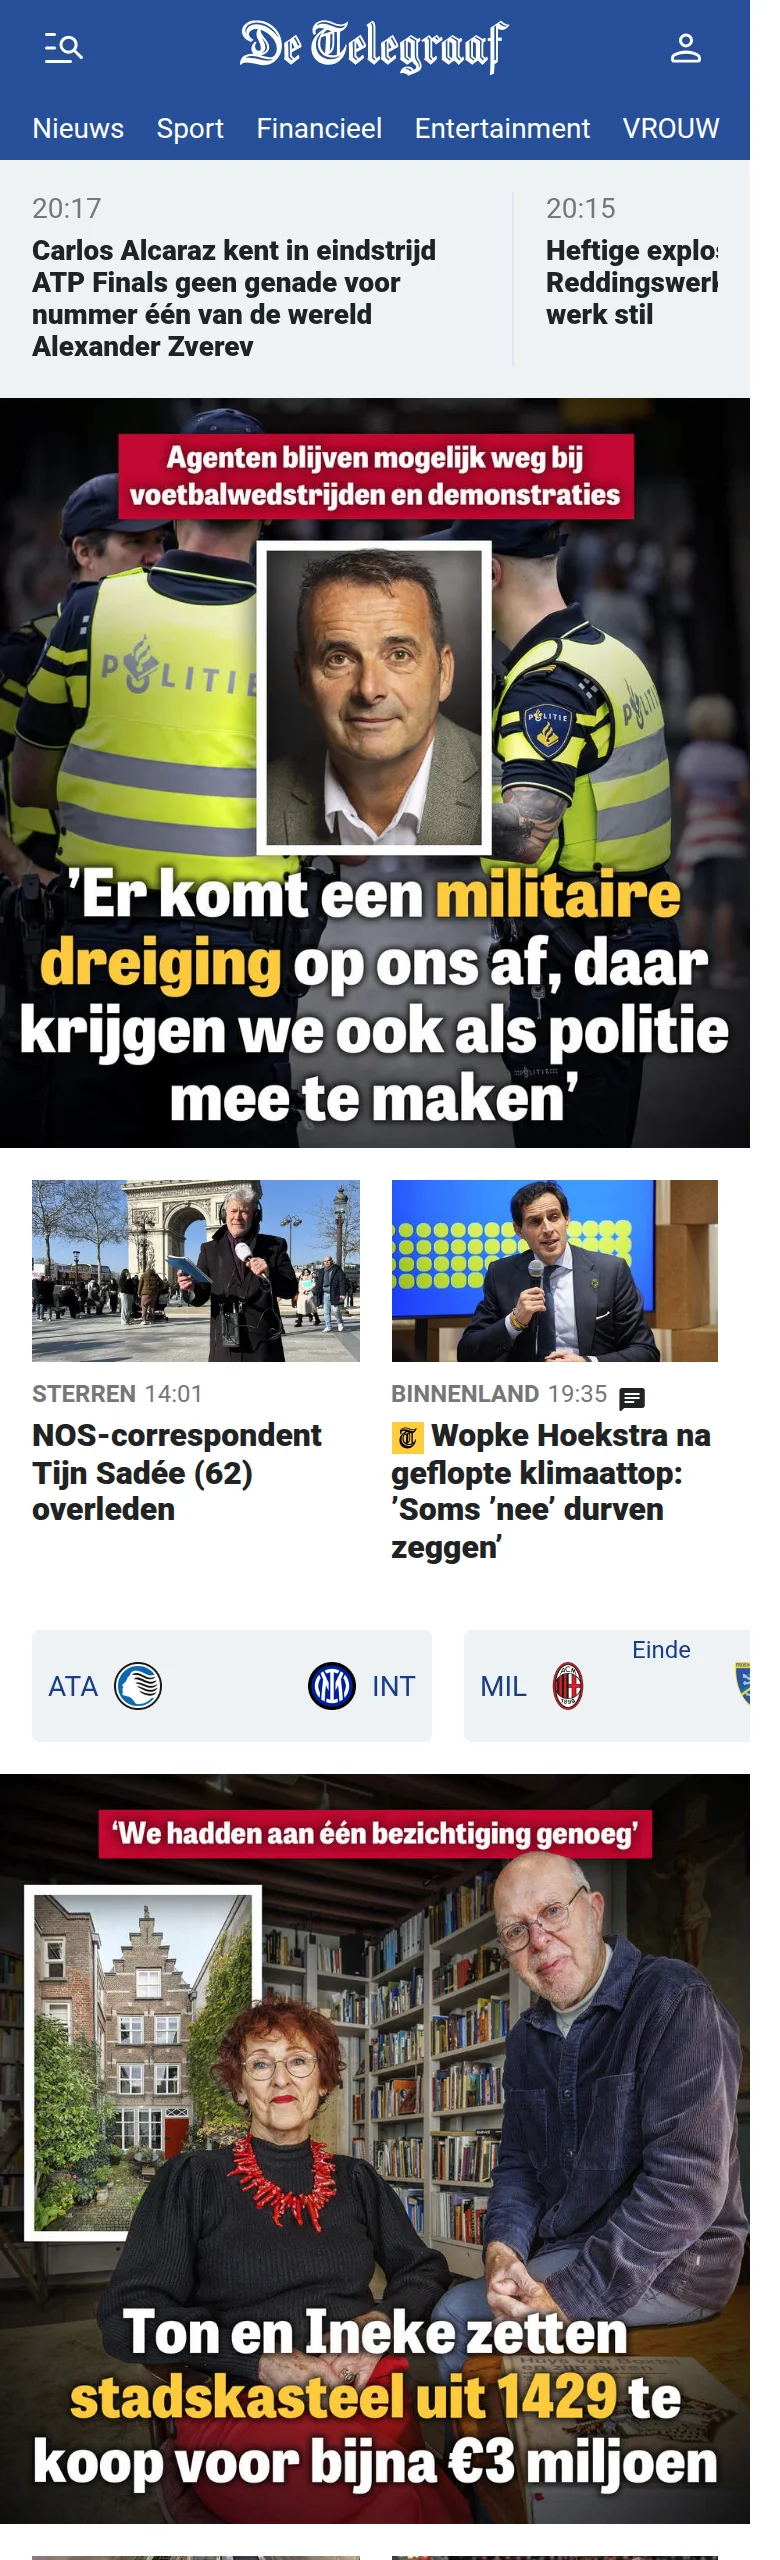 De Telegraaf
Nieuws Sport Financieel Entertainment VROUW
20:17
Carlos Alcaraz kent in eindstrijd
ATP Finals geen genade voor
nummer één van de wereld
Alexander Zverev
20:15
Heftige
werk stil
Agenten blijven mogelijk weg bij
voetbalwedstrijden en demonstraties
POLITIE
POLITIE
’Er komt een militaire
dreiging op ons af, daar
krijgen we ook als politie
mee te maken’
STERREN 14:01
NOS-correspondent
Tijn Sadée (62)
overleden
BINNENLAND 19:35
Wopke Hoekstra na
geflopte klimaattop:
’Soms ’nee’ durven
zeggen’
ATA INT
Einde
MIL
‘We hadden aan één bezichtiging genoeg’
Ton en Ineke zetten
stadskasteel uit 1429 te
koop voor bijna €3 miljoen